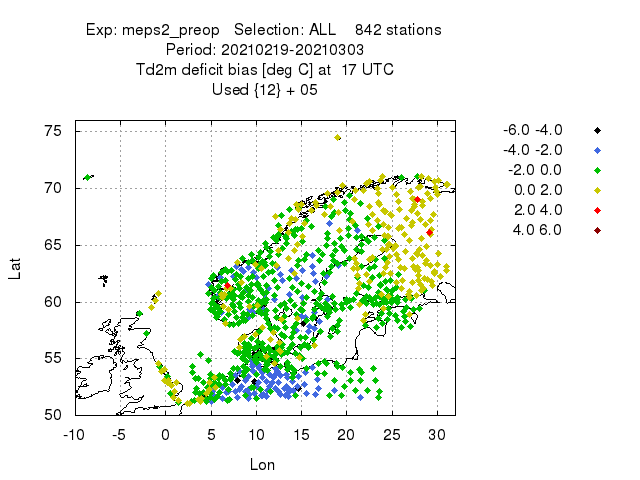 Exp: meps2_preop   Selection: ALL    842 stations
Period: 20210219-20210303
Td2m deficit bias [deg C] at  17 UTC
Used {12} + 05
-6.0 -4.0
-4.0 -2.0
-2.0 0.0
0.0 2.0
2.0 4.0
4.0 6.0
75
70
65
60
55
50
Lat
-10 -5 0 5 10 15 20 25 30
Lon